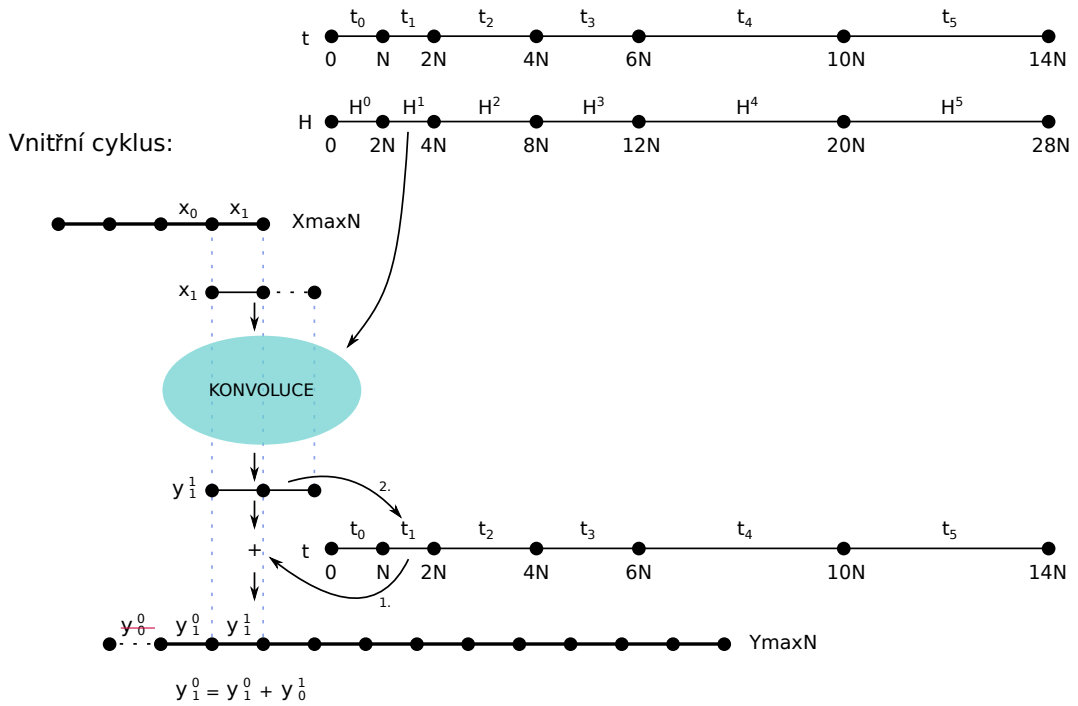 t₀ t₁ t₂ t₃ t₄ t₅
t
0 N 2N 4N 6N 10N 14N
H⁰ H¹ H² H³ H⁴ H⁵
H
0 2N 4N 8N 12N 20N 28N
Vnitřní cyklus:
x₀ x₁
XmaxN
x₁
KONVOLUCE
y₁¹
2.
t₀ t₁ t₂ t₃ t₄ t₅
+ t
0 N 2N 4N 6N 10N 14N
1.
y₀⁰ y₁⁰ y₁¹
YmaxN
y₁⁰ = y₁⁰ + y₀¹